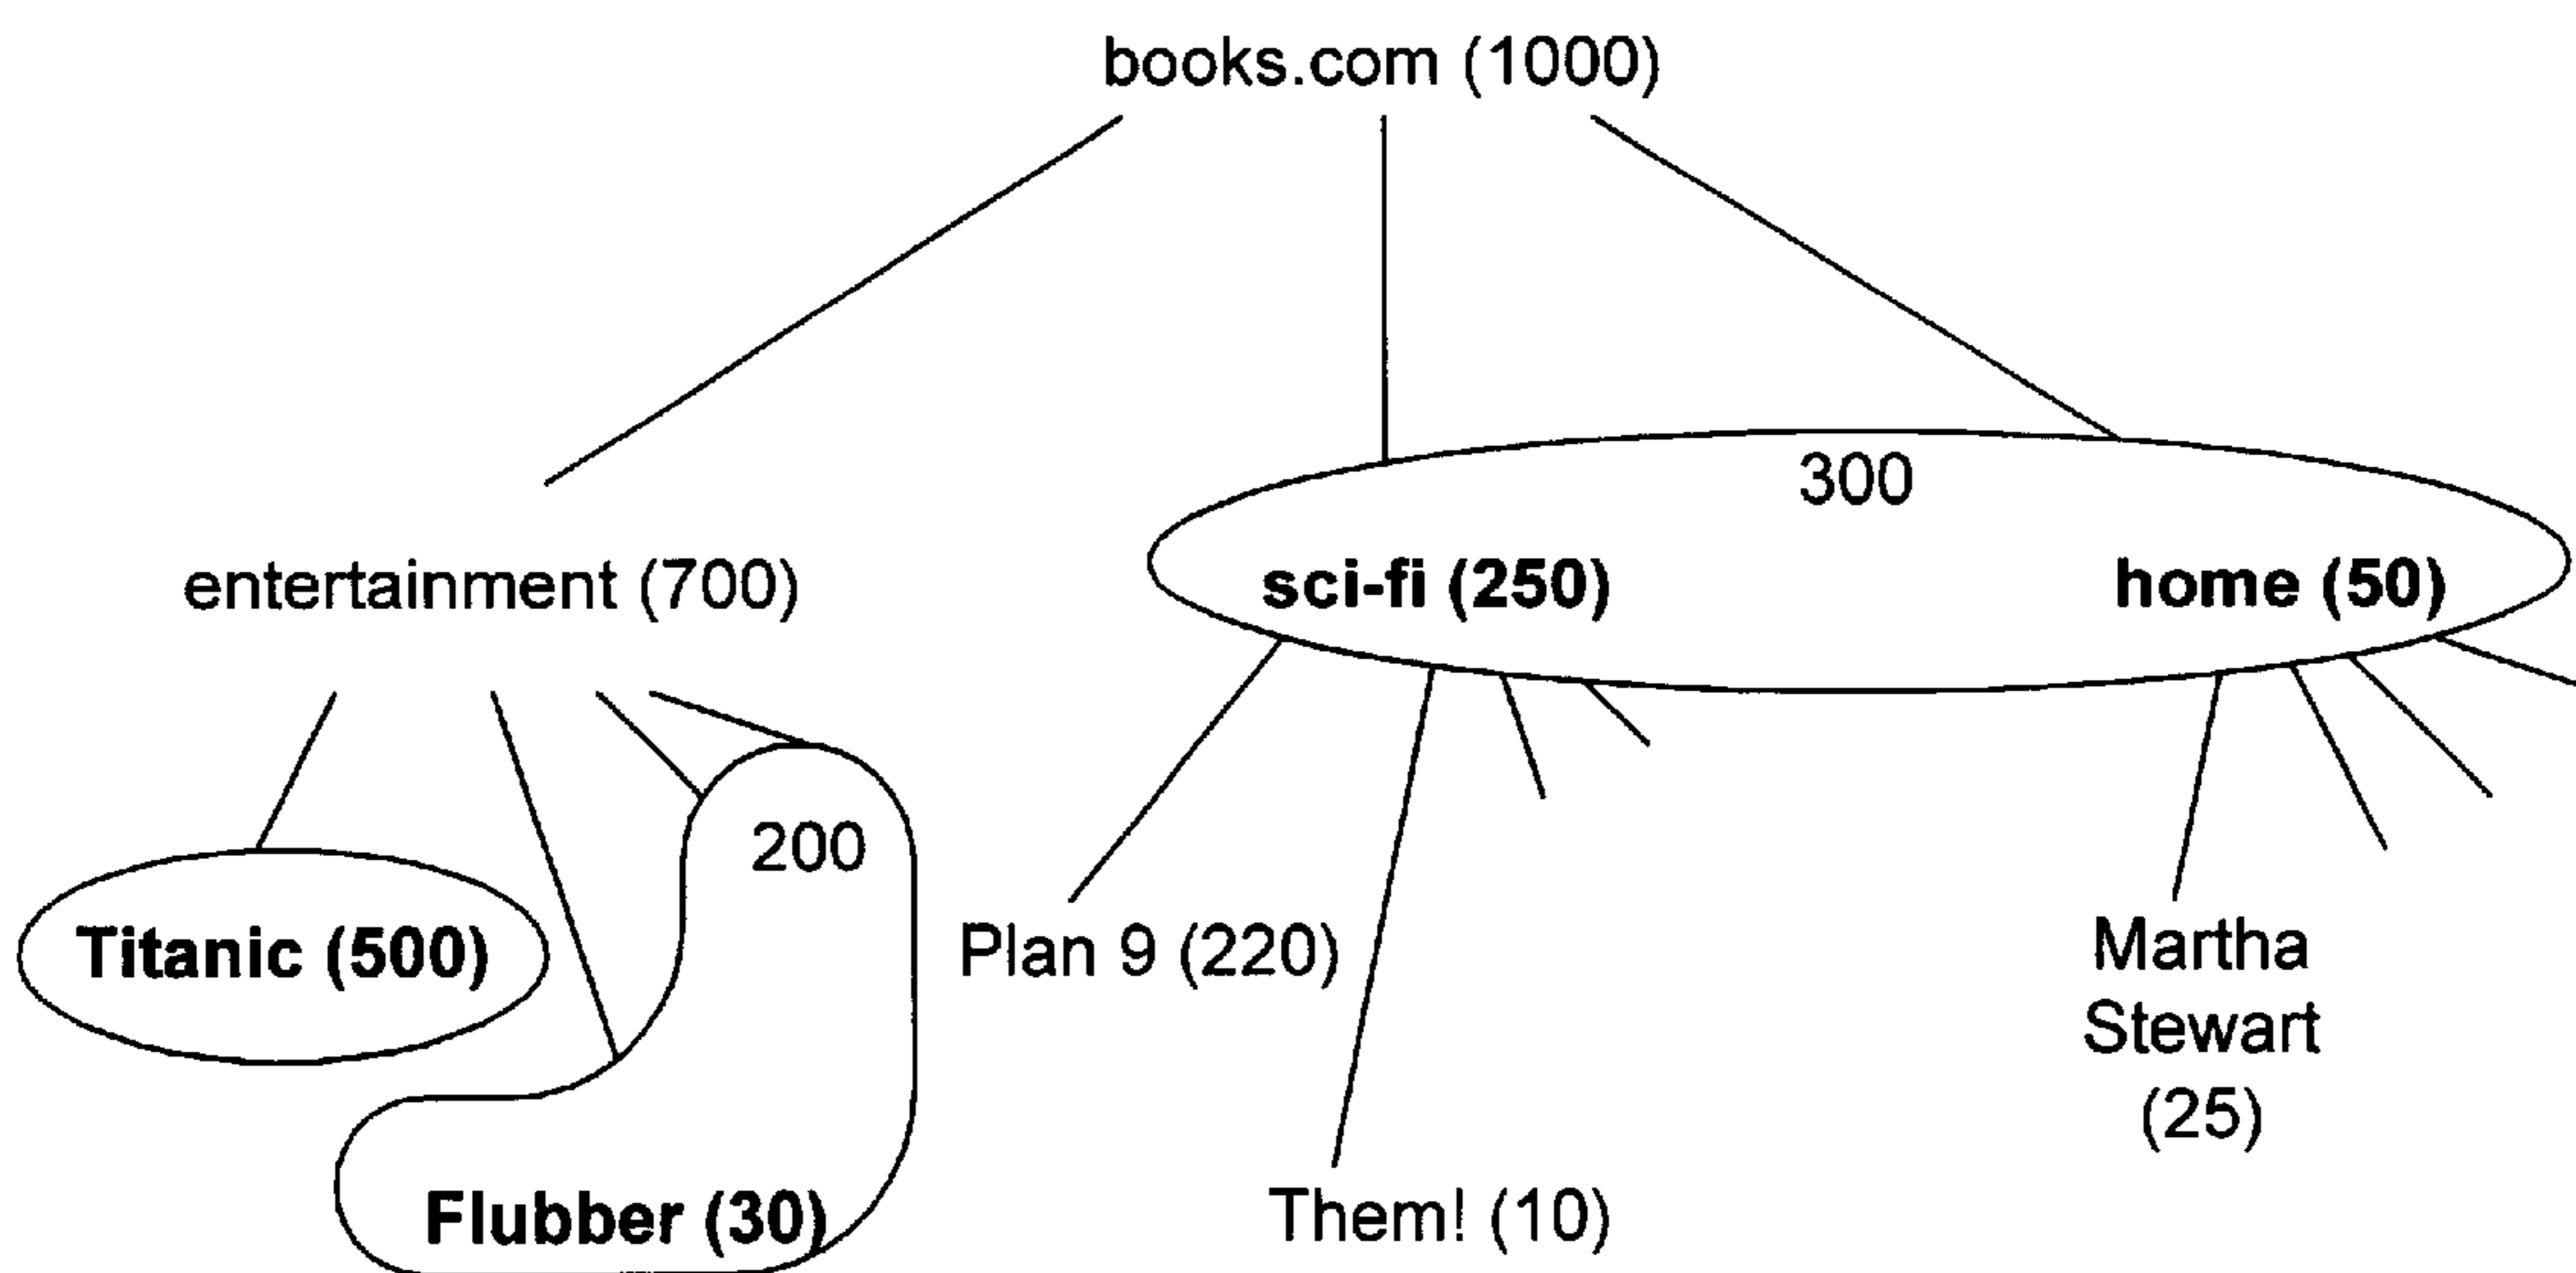 books.com (1000)
300
entertainment (700)
sci-fi (250)
home (50)
200
Titanic (500)
Plan 9 (220)
Martha
Stewart
(25)
Flubber (30)
Them! (10)